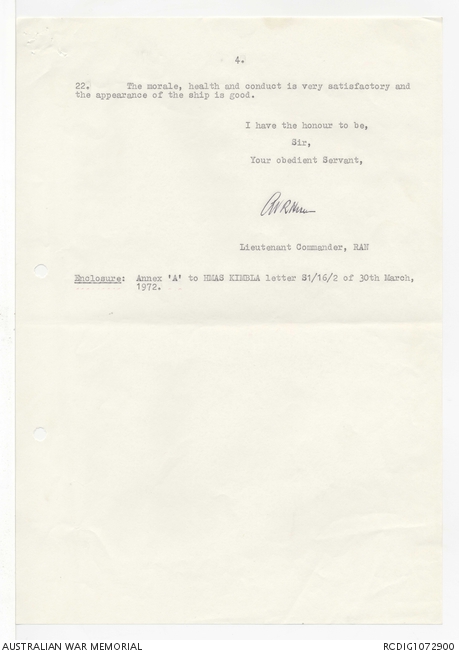 4.
22. The morale, health and conduct is very satisfactory and
the appearance of the ship is good.
I have the honour to be,
Sir,
Your obedient Servant,
Lieutenant Commander, RAN
Enclosure: Annex 'A' to HMAS KIMBLA letter S1/16/2 of 30th March,
1972.
AUSTRALIAN WAR MEMORIAL
RCDIG1072900